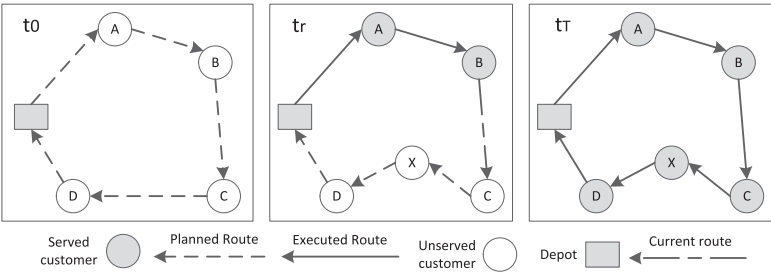 t0
A
B
C
D
tr
A
B
C
X
D
tT
A
B
C
X
D
Served customer
Planned Route
Executed Route
Unserved customer
Depot
Current route